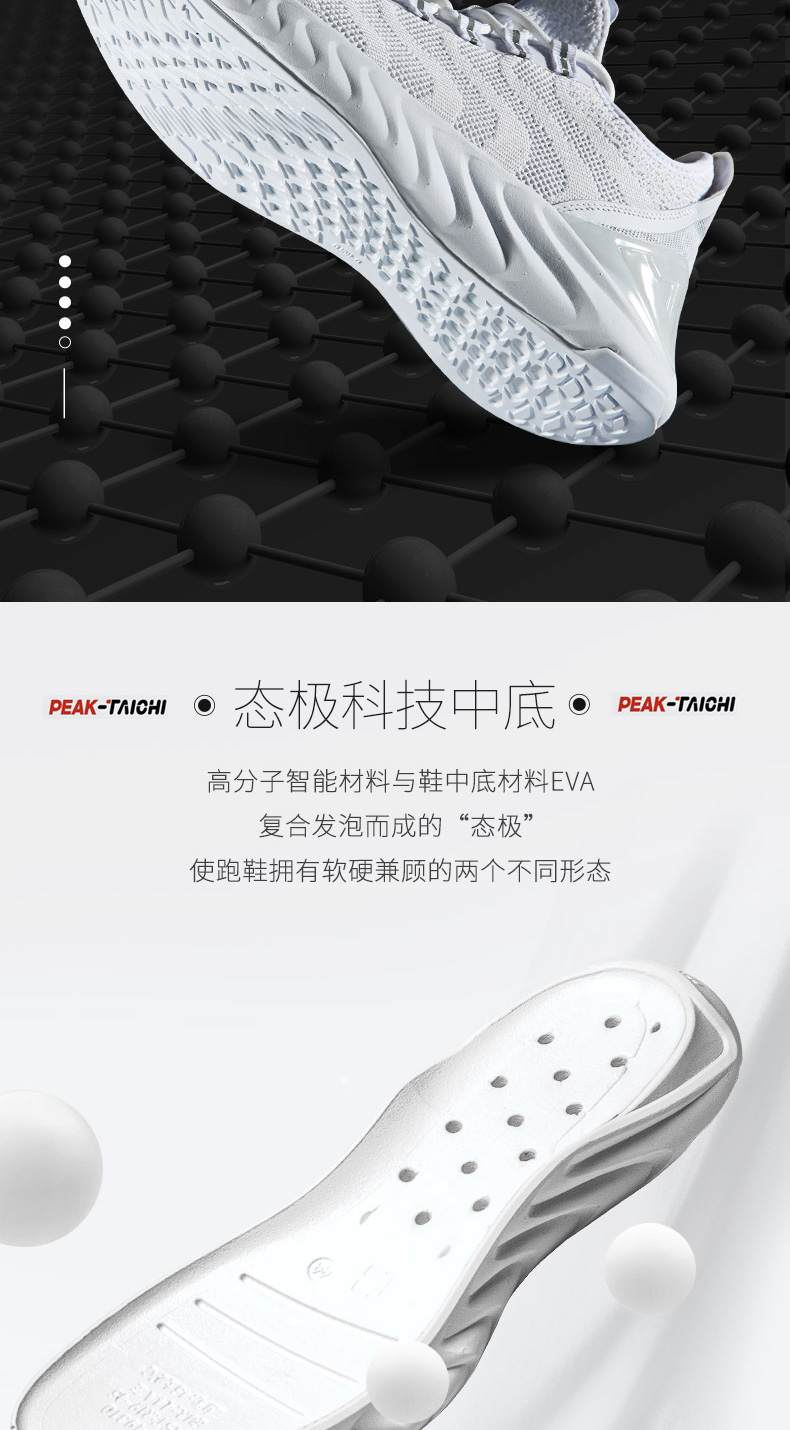 PEAK-TAICHI
态极科技中底
PEAK-TAICHI
高分子智能材料与鞋中底材料EVA
复合发泡而成的“态极”
使跑鞋拥有软硬兼顾的两个不同形态